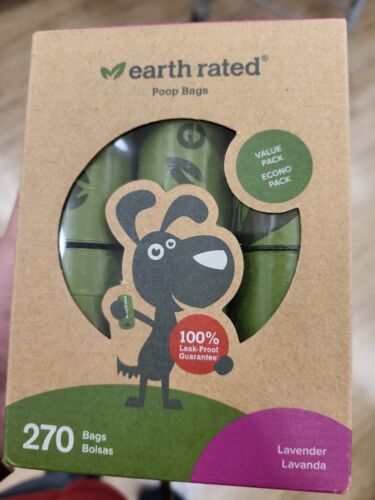 earth rated®
Poop Bags
VALUE
PACK
ECONO
PACK
100%
Leak-Proof
Guarantee*
270 Bags
Bolsas
Lavender
Lavanda